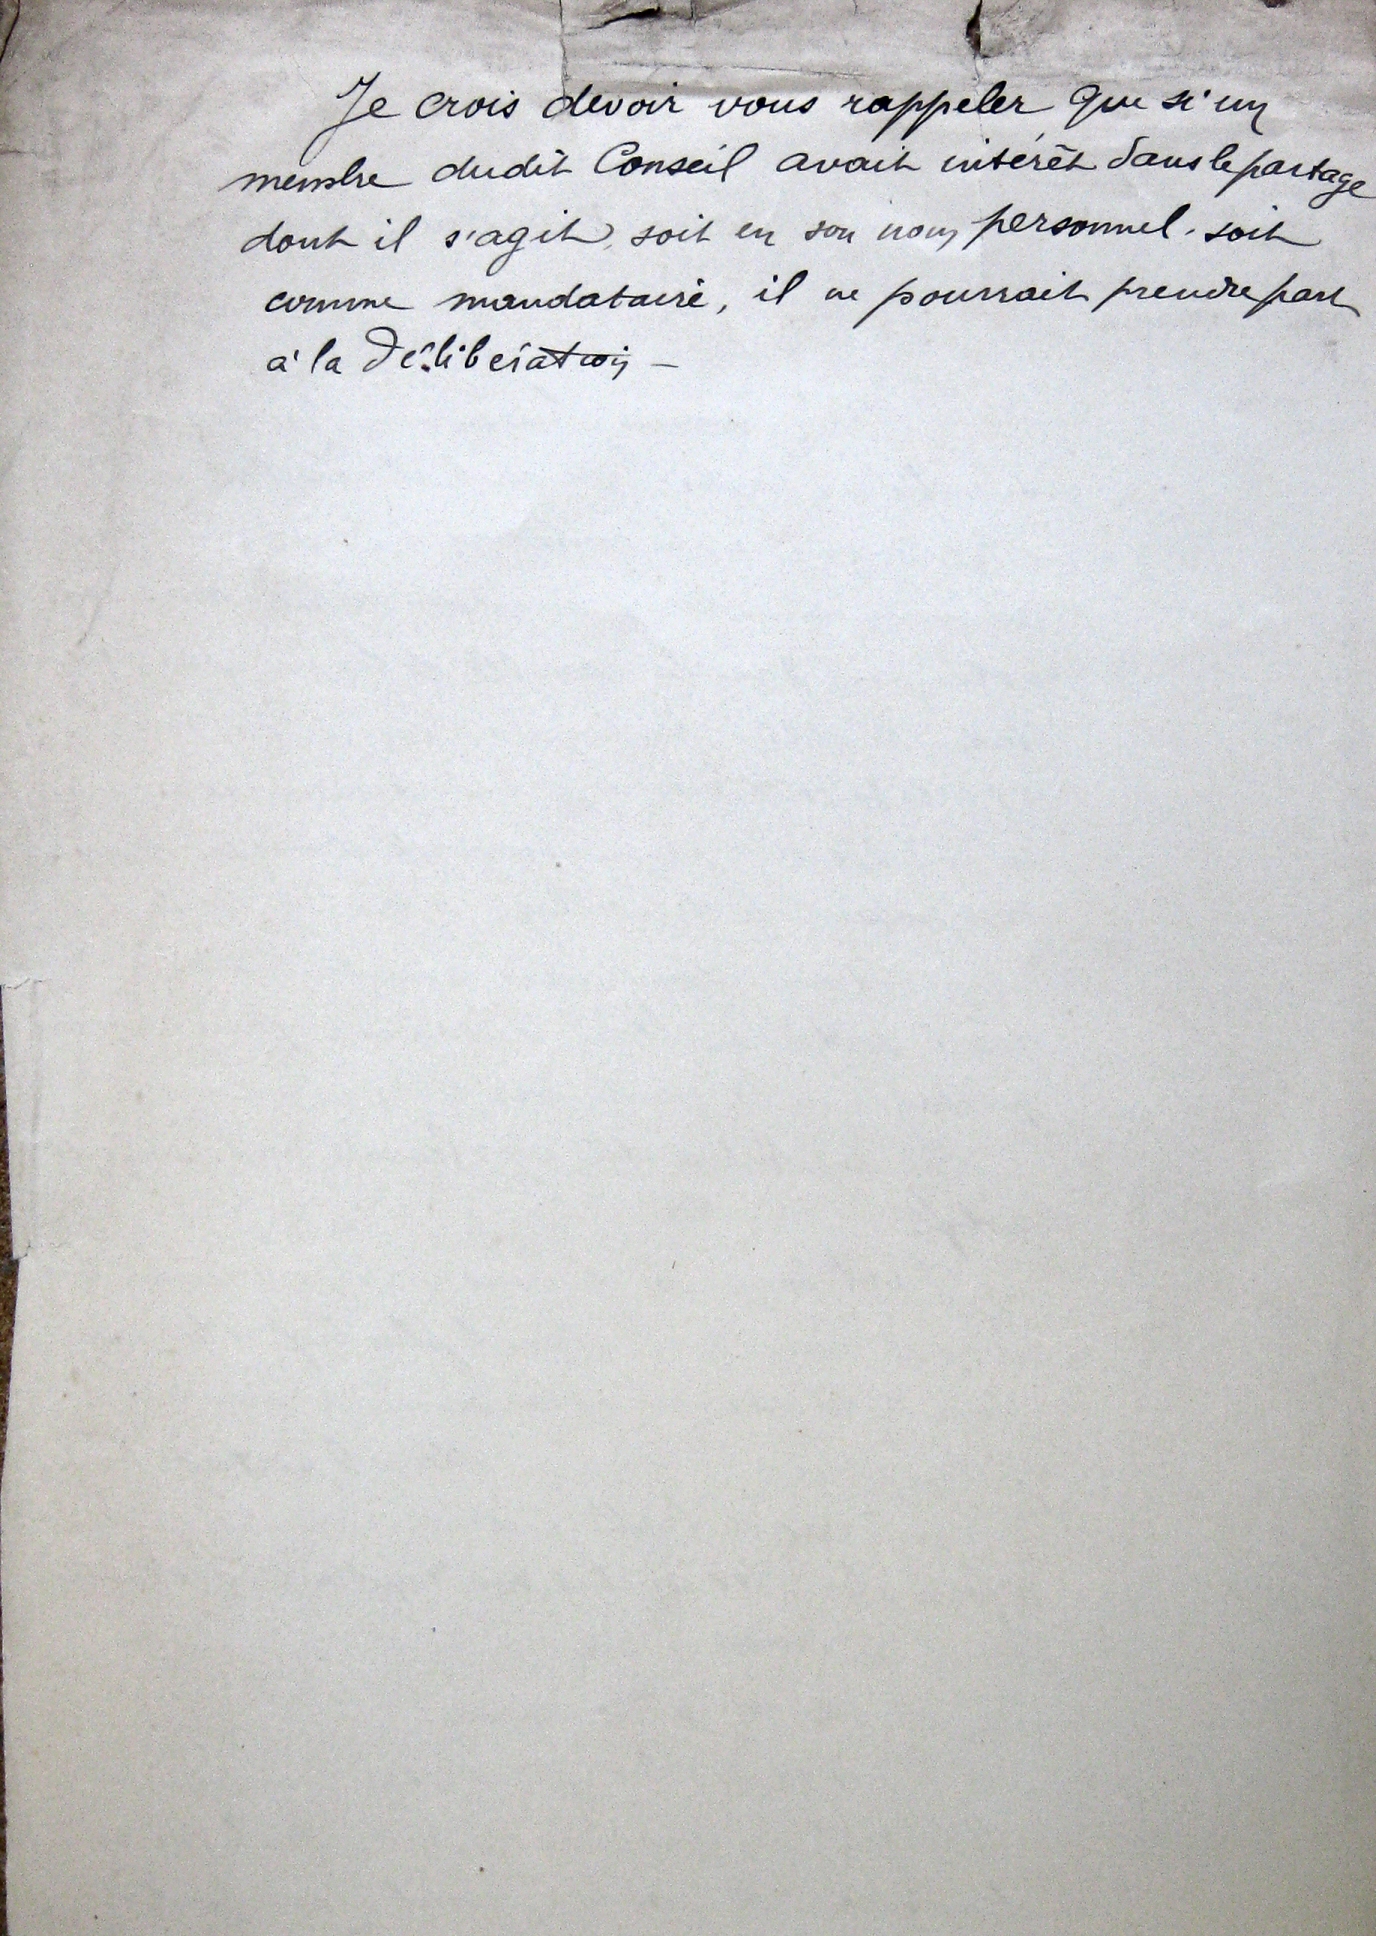 Je crois devoir vous rappeler que si un
membre dudit Conseil avait intérêt dans le partage
dont il s'agit, soit en son nom personnel, soit
comme mandataire, il ne pourrait prendre part
à la délibération —